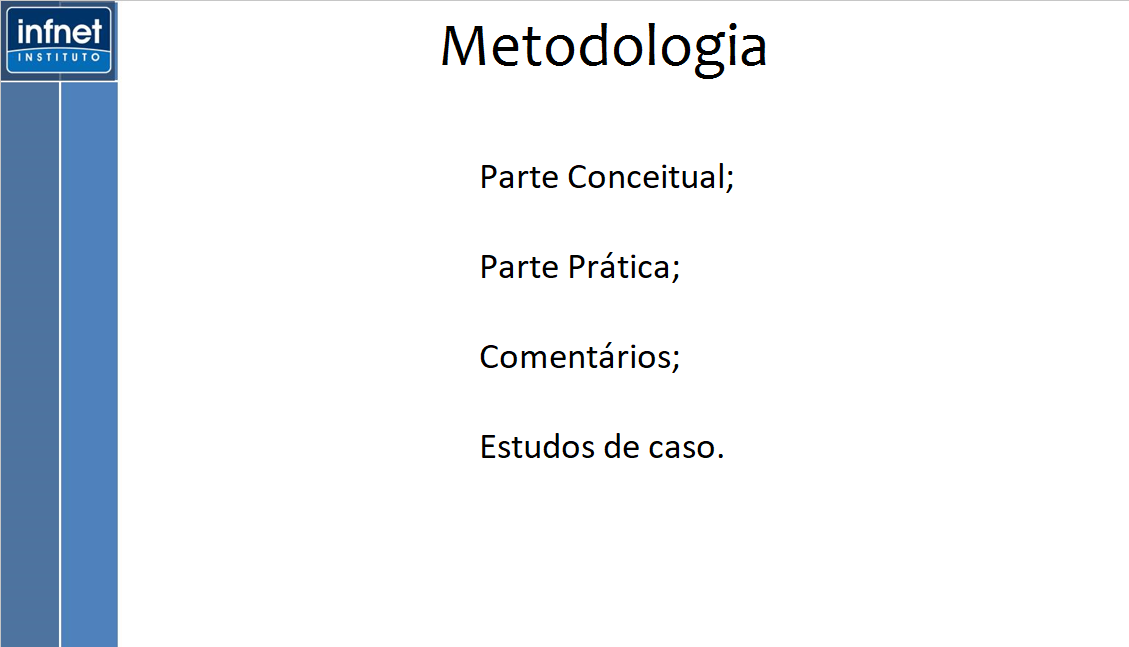 infnet
INSTITUTO
Metodologia
Parte Conceitual;
Parte Prática;
Comentários;
Estudos de caso.